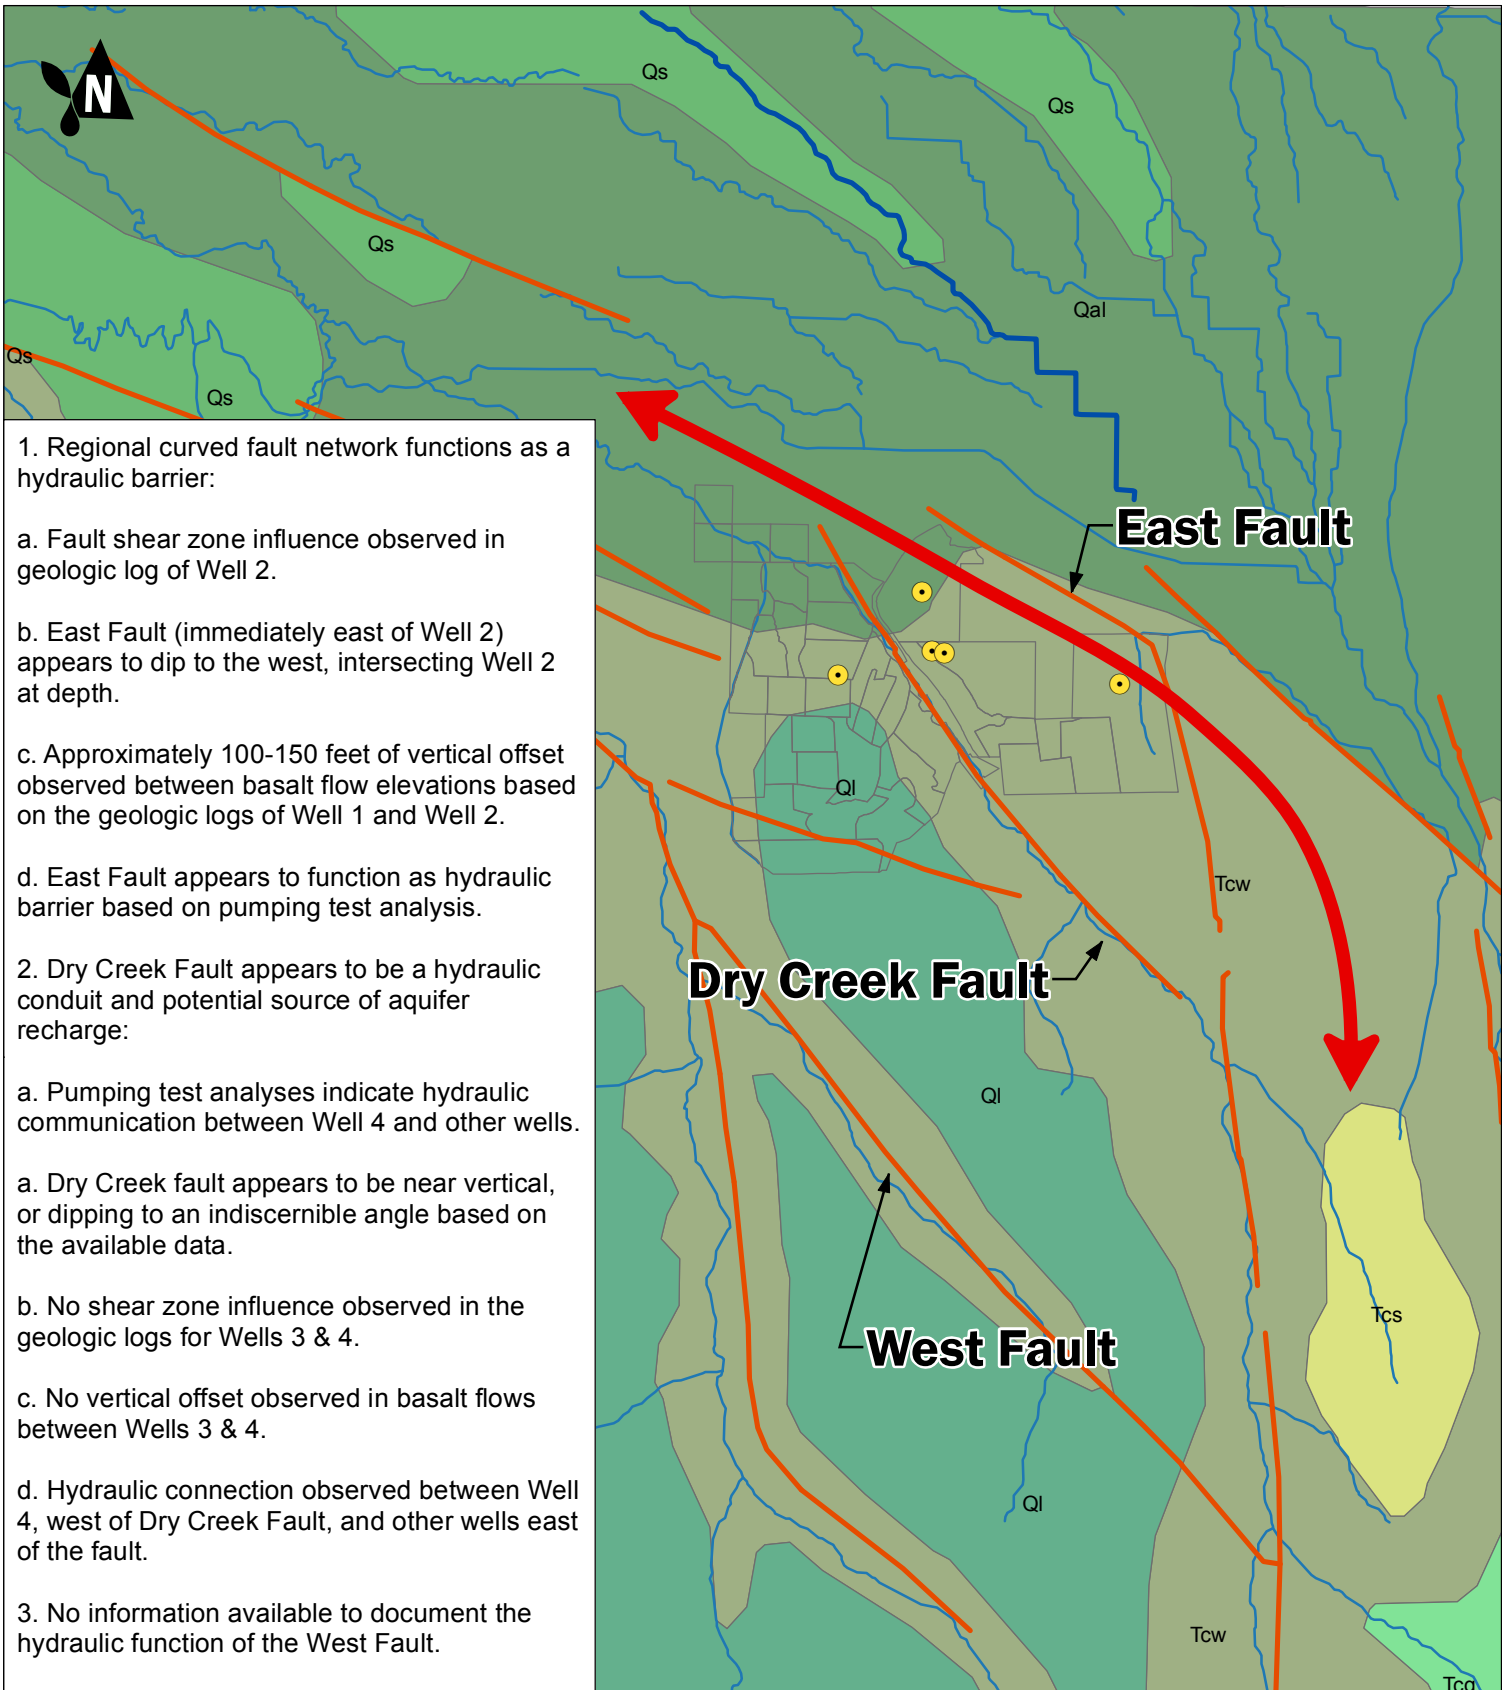 N
Qs
Qs
Qs
Qal
Qs
Qs
1. Regional curved fault network functions as a
hydraulic barrier:
a. Fault shear zone influence observed in
geologic log of Well 2.
b. East Fault (immediately east of Well 2)
appears to dip to the west, intersecting Well 2
at depth.
c. Approximately 100-150 feet of vertical offset
observed between basalt flow elevations based
on the geologic logs of Well 1 and Well 2.
d. East Fault appears to function as hydraulic
barrier based on pumping test analysis.
2. Dry Creek Fault appears to be a hydraulic
conduit and potential source of aquifer
recharge:
a. Pumping test analyses indicate hydraulic
communication between Well 4 and other wells.
a. Dry Creek fault appears to be near vertical,
or dipping to an indiscernible angle based on
the available data.
b. No shear zone influence observed in the
geologic logs for Wells 3 & 4.
c. No vertical offset observed in basalt flows
between Wells 3 & 4.
d. Hydraulic connection observed between Well
4, west of Dry Creek Fault, and other wells east
of the fault.
3. No information available to document the
hydraulic function of the West Fault.
East Fault
Ql
Tcw
Dry Creek Fault
Ql
Tcs
West Fault
Ql
Tcw
Tcg